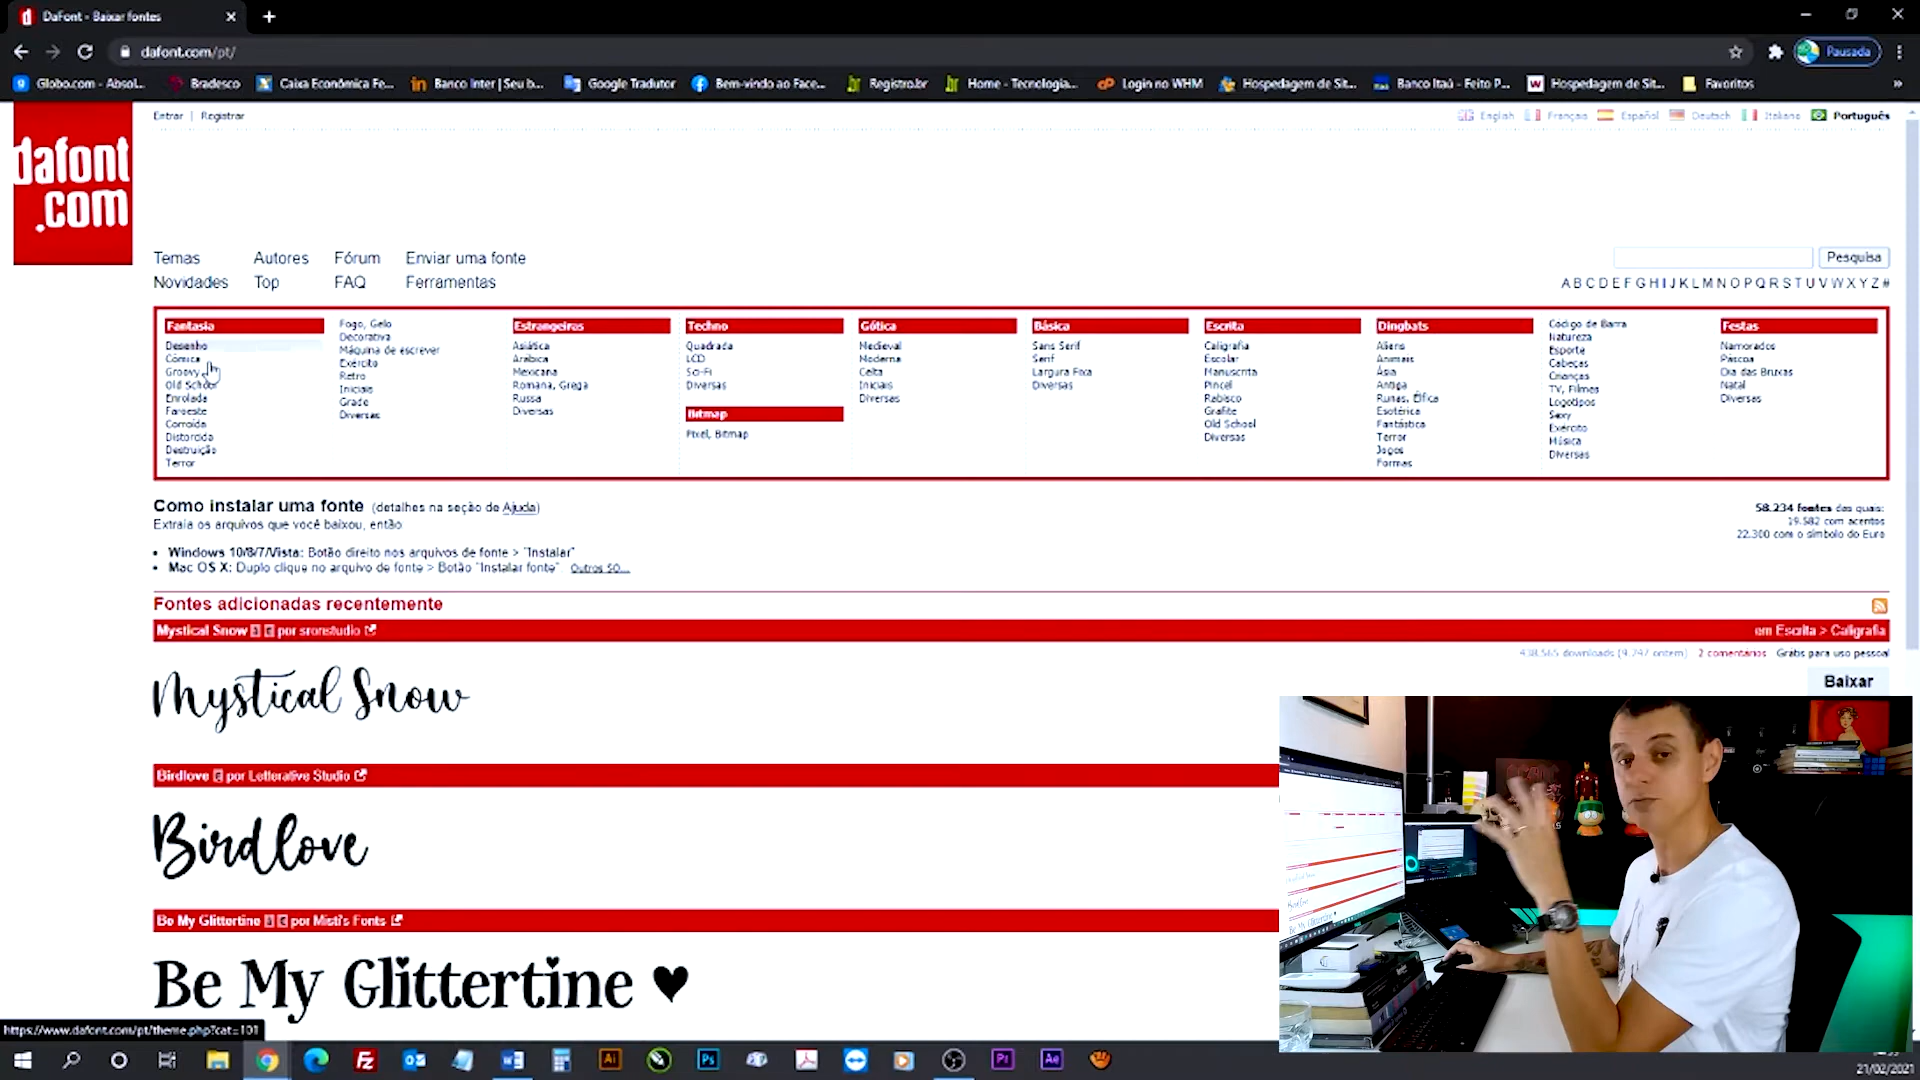 DaFont - Baixar fontes
dafont.com/pt/
Pausada
Globo.com - Absol...
Bradesco
Caixa Econômica Fe...
Banco Inter | Seu b...
Google Tradutor
Bem-vindo ao Face...
Registro.br
Home - Tecnologia...
Login no WHM
Hospedagem de Sit...
Banco Itaú - Feito P...
Hospedagem de Sit...
Favoritos
dafont
.com
Entrar | Registrar
English Français Español Deutsch Italiano Português
Temas Autores Fórum Enviar uma fonte
Novidades Top FAQ Ferramentas
Pesquisa
A B C D E F G H I J K L M N O P Q R S T U V W X Y Z #
Fantasia
Desenho
Cômica
Groovy
Old School
Enrolada
Faroeste
Corroída
Distorcida
Destruição
Terror
Fogo, Gelo
Decorativa
Máquina de escrever
Exército
Retro
Iniciais
Grade
Diversas
Estrangeiras
Asiática
Arábica
Mexicana
Romana, Grega
Russa
Diversas
Techno
Quadrada
LCD
Sci-Fi
Diversas
Bitmap
Pixel, Bitmap
Gótica
Medieval
Moderna
Celta
Iniciais
Diversas
Básica
Sans Serif
Serif
Largura Fixa
Diversas
Escrita
Caligrafia
Escolar
Manuscrita
Pincel
Rabisco
Grafite
Old School
Diversas
Dingbats
Aliens
Animais
Ásia
Antiga
Runas, Élfica
Esotérica
Fantástica
Terror
Jogos
Formas
Código de Barra
Natureza
Esporte
Cabeças
Crianças
TV, Filmes
Logotipos
Sexy
Exército
Música
Diversas
Festas
Namorados
Páscoa
Dia das Bruxas
Natal
Diversas
Como instalar uma fonte (detalhes na seção de Ajuda)
Extraia os arquivos que você baixou, então
• Windows 10/8/7/Vista: Botão direito nos arquivos de fonte > "Instalar"
• Mac OS X: Duplo clique no arquivo de fonte > Botão "Instalar fonte" Outros SO...
58.234 fontes das quais:
19.582 com acentos
22.300 com o símbolo do Euro
Fontes adicionadas recentemente
Mystical Snow à € por sronstudio
em Escrita > Caligrafia
438.565 downloads (9.247 ontem) 2 comentários Grátis para uso pessoal
Baixar
Mystical Snow
Birdlove € por Letterative Studio
Birdlove
Be My Glittertine à € por Misti's Fonts
Be My Glittertine ♥
https://www.dafont.com/pt/theme.php?cat=101
21/02/2021